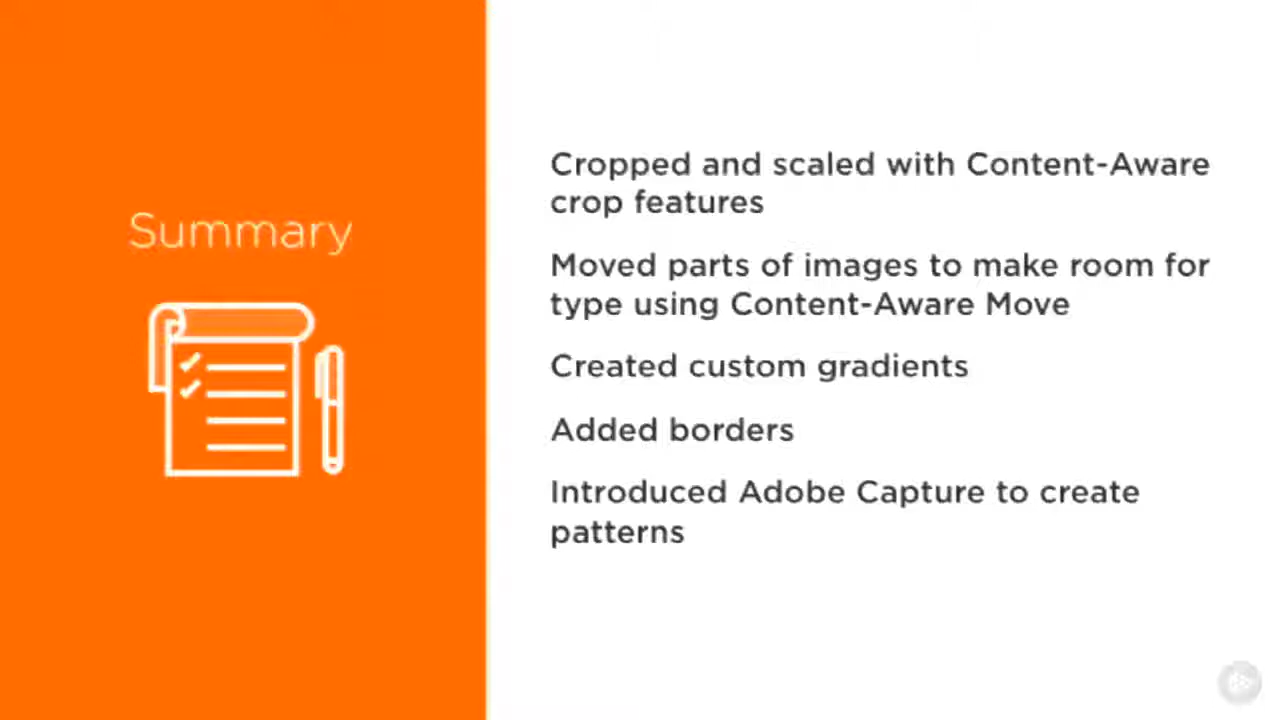 Summary
Cropped and scaled with Content-Aware
crop features
Moved parts of images to make room for
type using Content-Aware Move
Created custom gradients
Added borders
Introduced Adobe Capture to create
patterns